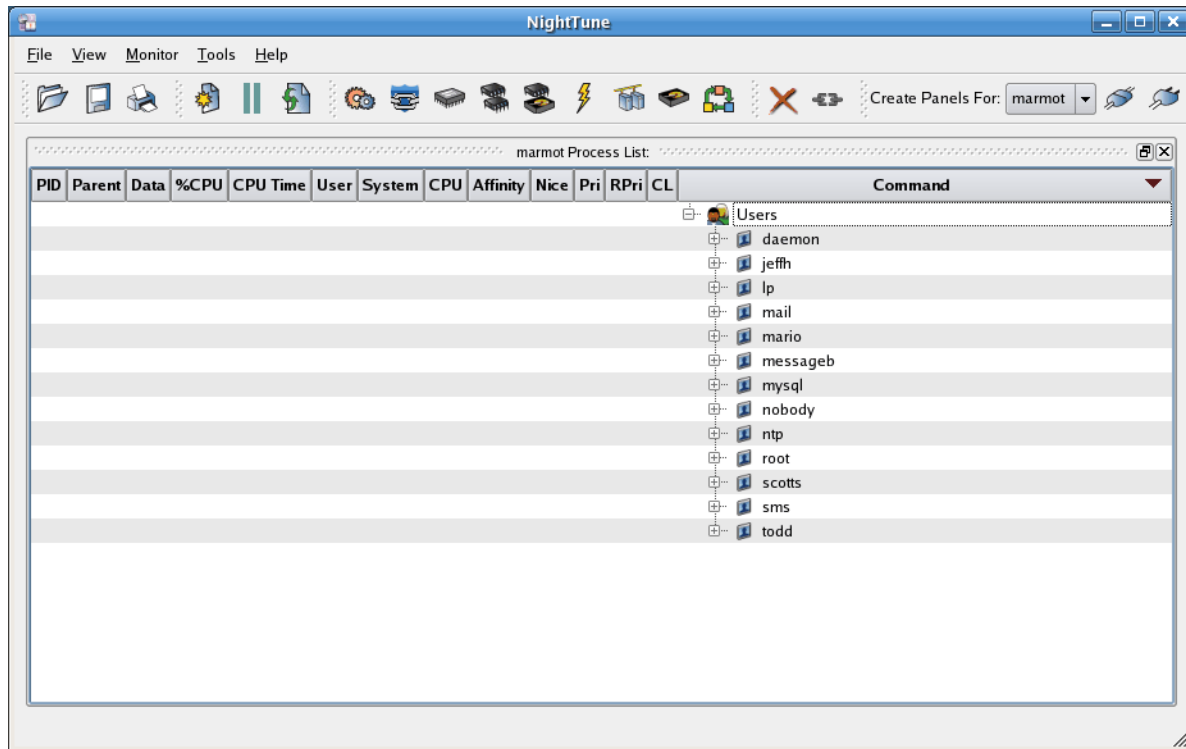 NightTune
File View Monitor Tools Help
Create Panels For: marmot
marmot Process List:
PID Parent Data %CPU CPU Time User System CPU Affinity Nice Pri RPri CL Command
Users
daemon
jeffh
lp
mail
mario
messageb
mysql
nobody
ntp
root
scotts
sms
todd